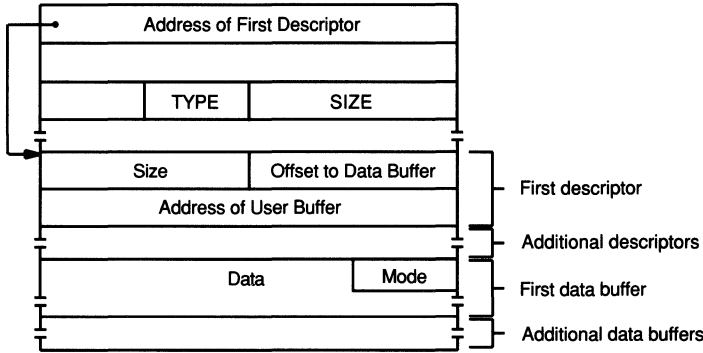 Address of First Descriptor
TYPE SIZE
Size Offset to Data Buffer
First descriptor
Address of User Buffer
Additional descriptors
Data Mode
First data buffer
Additional data buffers